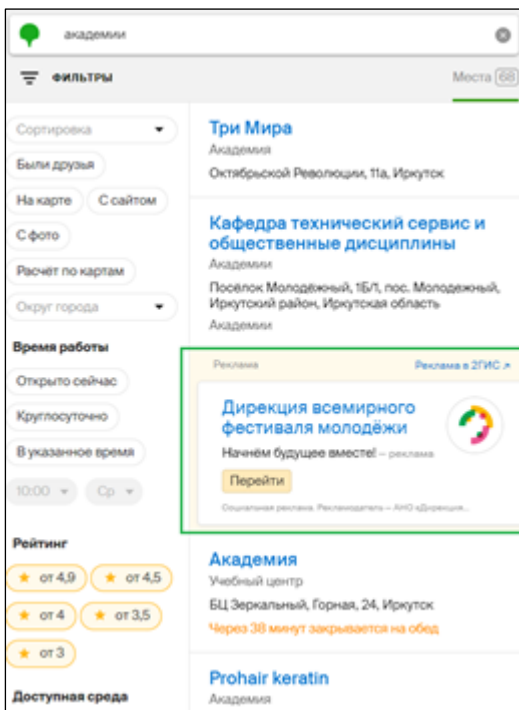 академии
ФИЛЬТРЫ
Места 68
Сортировка
Были друзья
На карте
С сайтом
С фото
Расчёт по картам
Округ города
Время работы
Открыто сейчас
Круглосуточно
В указанное время
10:00
Ср
Рейтинг
от 4,9
от 4,5
от 4
от 3,5
от 3
Доступная среда
Три Мира
Академия
Октябрьской Революции, 11а, Иркутск
Кафедра технический сервис и
общественные дисциплины
Академии
Посёлок Молодёжный, 1Б/1, пос. Молодежный,
Иркутский район, Иркутская область
Академии
Реклама
Реклама в 2ГИС
Дирекция всемирного
фестиваля молодёжи
Начнём будущее вместе! – реклама
Перейти
Социальная реклама. Рекламодатель – АНО «Дирекция...
Академия
Учебный центр
БЦ Зеркальный, Горная, 24, Иркутск
Через 38 минут закрывается на обед
Prohair keratin
Академия